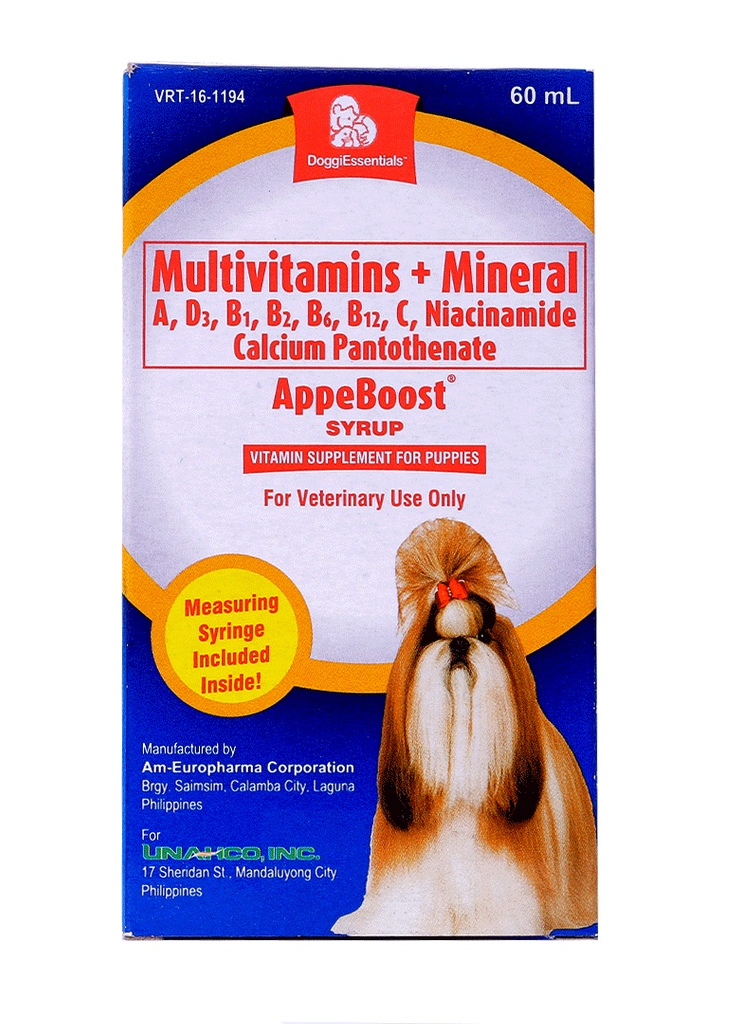 VRT-16-1194
60 mL
DoggiEssentials™
Multivitamins + Mineral
A, D3, B1, B2, B6, B12, C, Niacinamide
Calcium Pantothenate
AppeBoost®
SYRUP
VITAMIN SUPPLEMENT FOR PUPPIES
For Veterinary Use Only
Measuring
Syringe
Included
Inside!
Manufactured by
Am-Europharma Corporation
Brgy. Saimsim, Calamba City, Laguna
Philippines
For
UNAHCO, INC.
17 Sheridan St., Mandaluyong City
Philippines